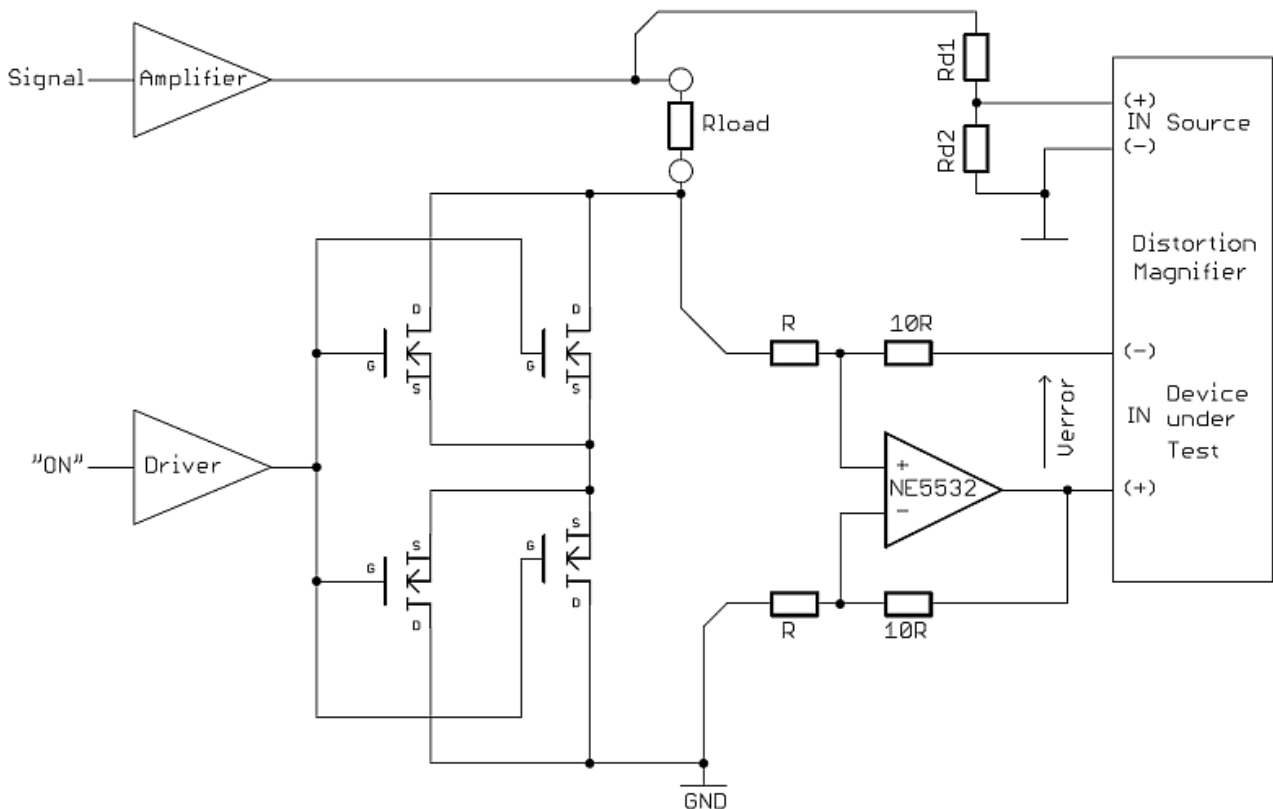 Signal
Amplifier
Rload
Rd1
Rd2
(+)
IN Source
(-)
Distortion
Magnifier
D
G
S
D
G
S
R
10R
(-)
Verror
Device
IN under
Test
(+)
"ON"
Driver
+
NE5532
-
S
G
D
S
G
D
R
10R
GND